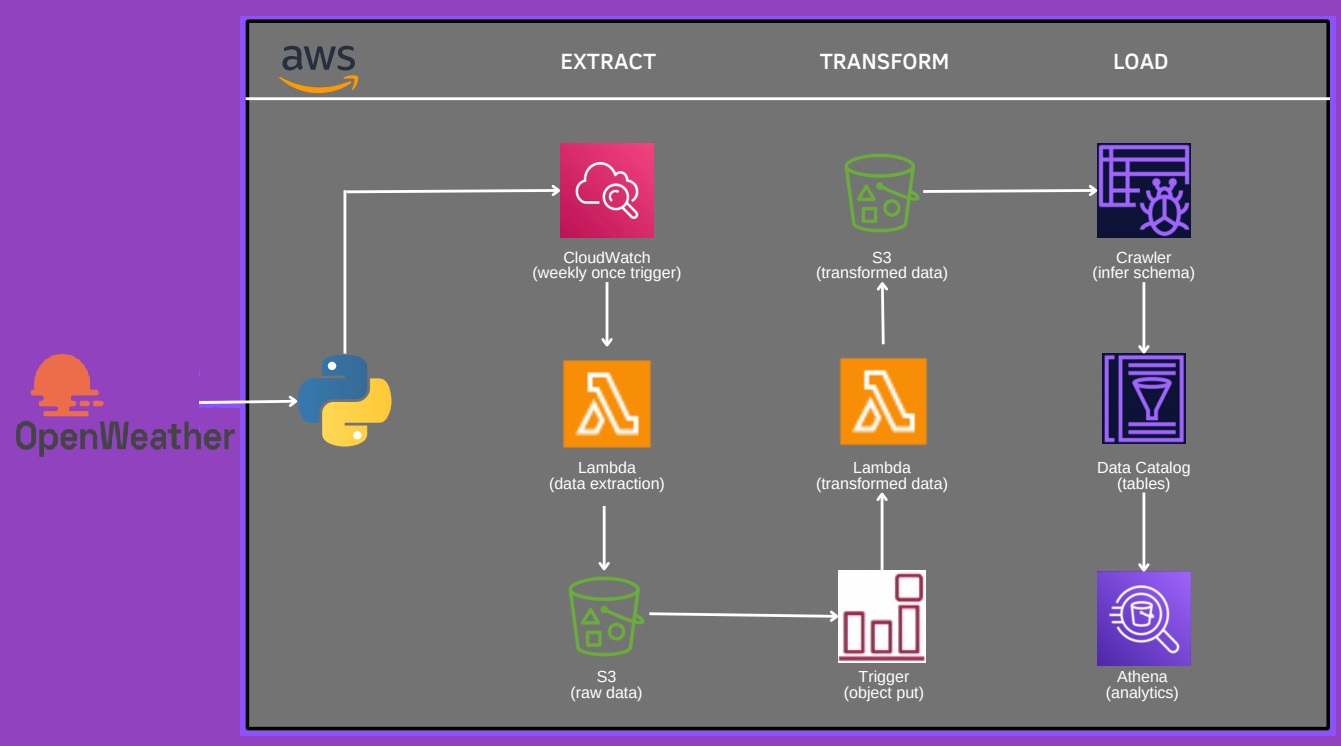 aws
EXTRACT
TRANSFORM
LOAD
OpenWeather
CloudWatch
(weekly once trigger)
Lambda
(data extraction)
S3
(raw data)
S3
(transformed data)
Lambda
(transformed data)
Trigger
(object put)
Crawler
(infer schema)
Data Catalog
(tables)
Athena
(analytics)